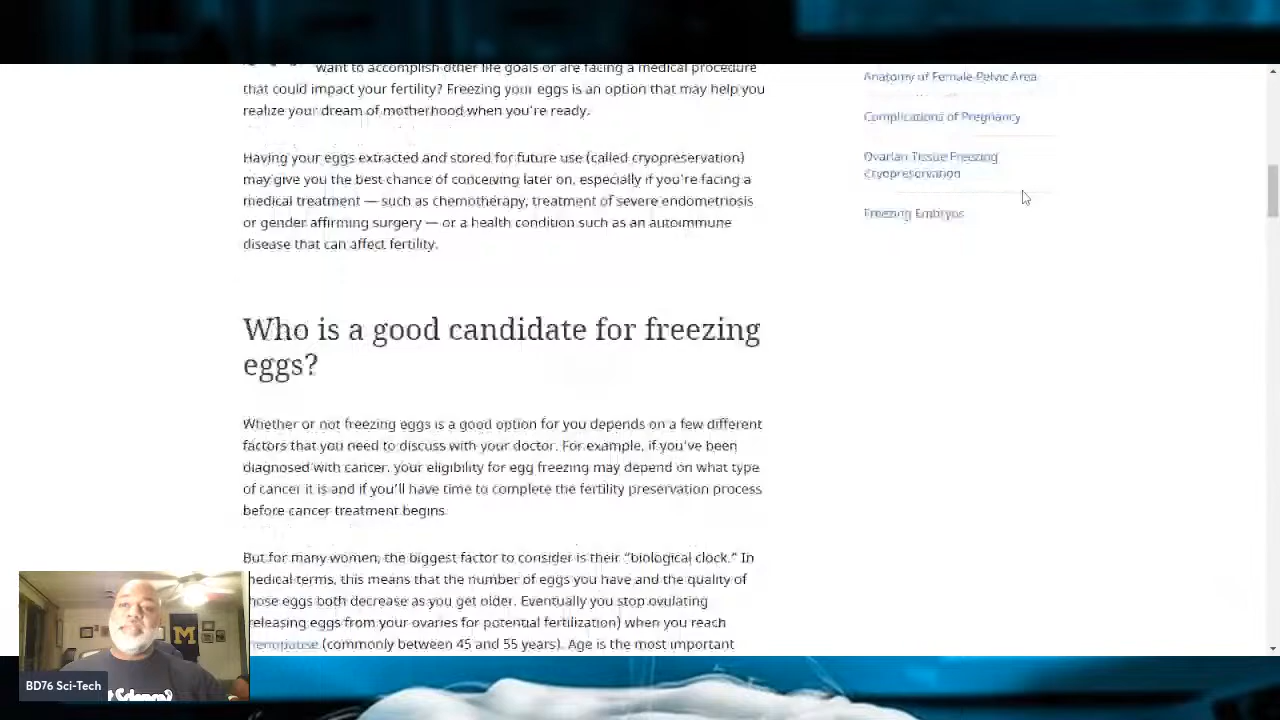 want to accomplish other life goals or are facing a medical procedure
that could impact your fertility? Freezing your eggs is an option that may help you
realize your dream of motherhood when you're ready.
Having your eggs extracted and stored for future use (called cryopreservation)
may give you the best chance of conceiving later on, especially if you're facing a
medical treatment — such as chemotherapy, treatment of severe endometriosis
or gender affirming surgery — or a health condition such as an autoimmune
disease that can affect fertility.
Who is a good candidate for freezing
eggs?
Whether or not freezing eggs is a good option for you depends on a few different
factors that you need to discuss with your doctor. For example, if you've been
diagnosed with cancer, your eligibility for egg freezing may depend on what type
of cancer it is and if you'll have time to complete the fertility preservation process
before cancer treatment begins.
But for many women, the biggest factor to consider is their “biological clock.” In
medical terms, this means that the number of eggs you have and the quality of
those eggs both decrease as you get older. Eventually you stop ovulating
(releasing eggs from your ovaries for potential fertilization) when you reach
menopause (commonly between 45 and 55 years). Age is the most important
Anatomy of Female Pelvic Area
Complications of Pregnancy
Ovarian Tissue Freezing
Cryopreservation
Freezing Embryos
M
BD76 Sci-Tech
Science?